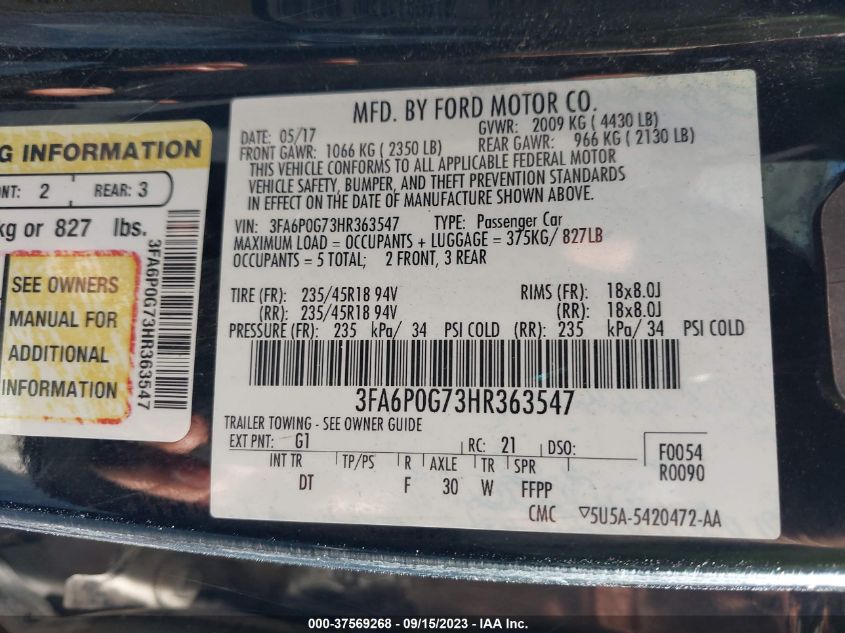 G INFORMATION
NT: 2 REAR: 3
kg or 827 lbs.
SEE OWNERS
MANUAL FOR
ADDITIONAL
INFORMATION
3FA6P0G73HR363547
MFD. BY FORD MOTOR CO.
DATE: 05/17 GVWR: 2009 KG ( 4430 LB)
FRONT GAWR: 1066 KG ( 2350 LB) REAR GAWR: 966 KG ( 2130 LB)
THIS VEHICLE CONFORMS TO ALL APPLICABLE FEDERAL MOTOR
VEHICLE SAFETY, BUMPER, AND THEFT PREVENTION STANDARDS
IN EFFECT ON THE DATE OF MANUFACTURE SHOWN ABOVE.
VIN: 3FA6P0G73HR363547 TYPE: Passenger Car
MAXIMUM LOAD = OCCUPANTS + LUGGAGE = 375KG/ 827LB
OCCUPANTS = 5 TOTAL; 2 FRONT, 3 REAR
TIRE (FR): 235/45R18 94V RIMS (FR): 18x8.0J
(RR): 235/45R18 94V (RR): 18x8.0J
PRESSURE (FR): 235 kPa/ 34 PSI COLD (RR): 235 kPa/ 34 PSI COLD
3FA6P0G73HR363547
TRAILER TOWING - SEE OWNER GUIDE
EXT PNT: G1 RC: 21 DSO: F0054
R0090
INT TR TP/PS R AXLE TR SPR
DT F 30 W FFPP
CMC ▽5U5A-5420472-AA
000-37569268 - 09/15/2023 - IAA Inc.